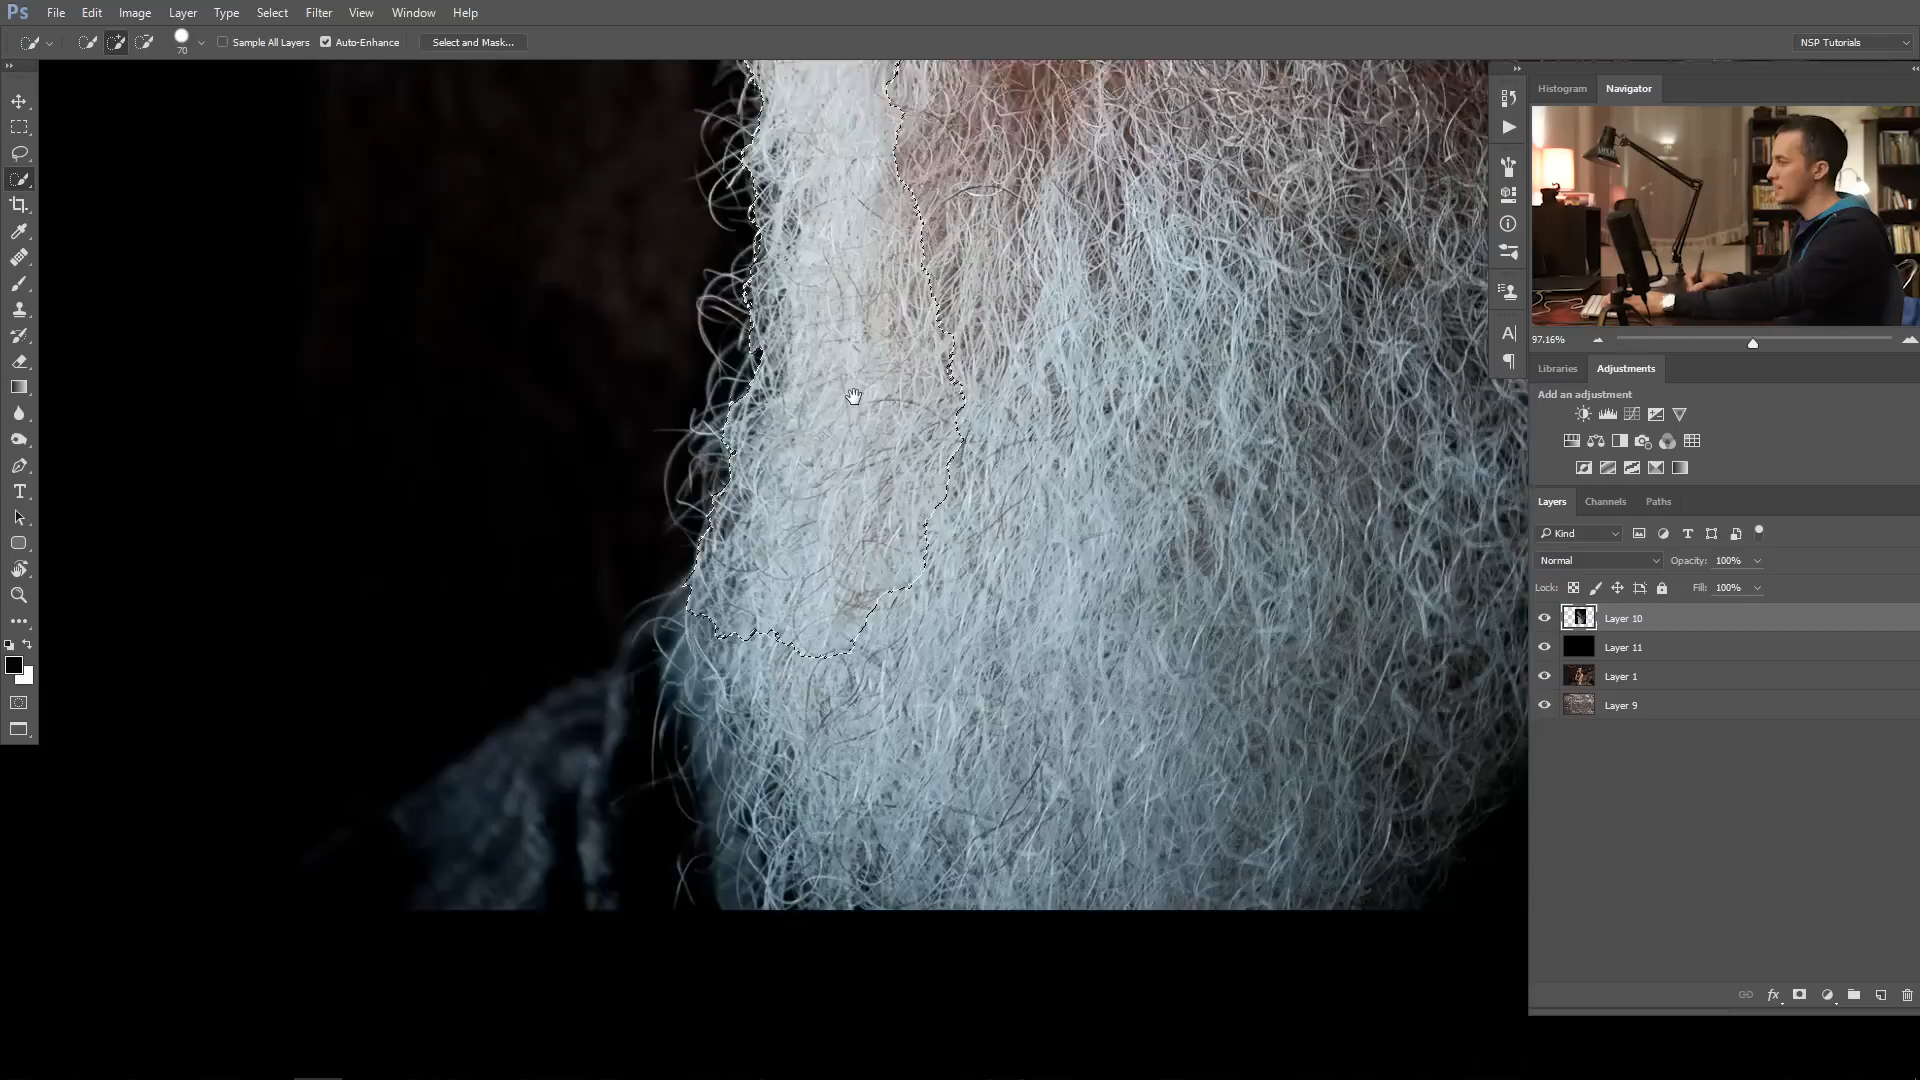 Ps File Edit Image Layer Type Select Filter View Window Help
70 Sample All Layers Auto-Enhance Select and Mask... NSP Tutorials
Histogram Navigator
97.16%
Libraries Adjustments
Add an adjustment
Layers Channels Paths
Kind
Normal Opacity: 100%
Lock: Fill: 100%
Layer 10
Layer 11
Layer 1
Layer 9
fx